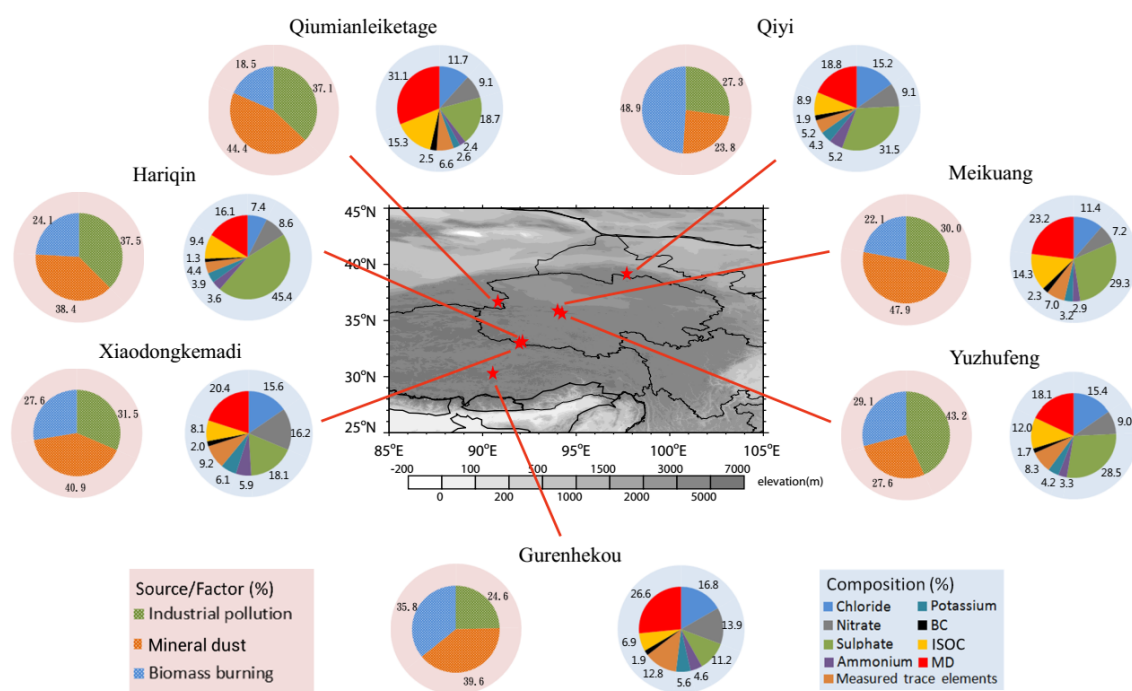 Qiumianleiketage
Qiyi
18.5
37.1
44.4
11.7
9.1
18.7
2.4
2.6
6.6
2.5
15.3
31.1
48.9
27.3
23.8
15.2
9.1
31.5
5.2
4.3
5.2
1.9
8.9
18.8
Hariqin
Meikuang
24.1
37.5
38.4
7.4
8.6
45.4
3.6
3.9
4.4
1.3
9.4
16.1
22.1
30.0
47.9
11.4
7.2
29.3
2.9
3.2
7.0
2.3
14.3
23.2
45°N
40°N
35°N
30°N
25°N
85°E
90°E
95°E
100°E
105°E
Xiaodongkemadi
Yuzhufeng
27.6
31.5
40.9
15.6
16.2
18.1
5.9
6.1
9.2
2.0
8.1
20.4
29.1
43.2
27.6
15.4
9.0
28.5
3.3
4.2
8.3
1.7
12.0
18.1
-200 100 500 1500 3000 7000
elevation(m)
0 200 1000 2000 5000
Gurenhekou
35.8
24.6
39.6
16.8
13.9
11.2
4.6
5.6
12.8
1.9
6.9
26.6
Source/Factor (%)
Industrial pollution
Mineral dust
Biomass burning
Composition (%)
Chloride Potassium
Nitrate BC
Sulphate ISOC
Ammonium MD
Measured trace elements